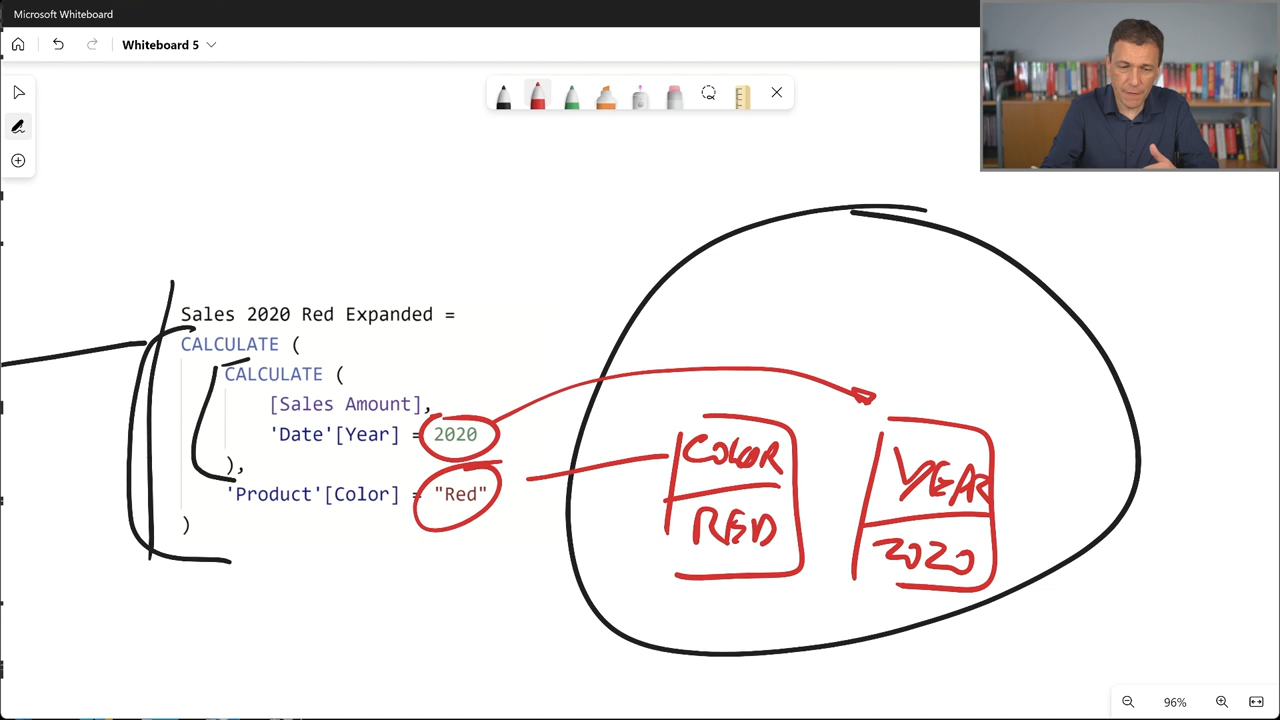 Microsoft Whiteboard
Whiteboard 5
Sales 2020 Red Expanded =
CALCULATE (
CALCULATE (
[Sales Amount],
'Date'[Year] = 2020
),
'Product'[Color] = "Red"
)
COLOR
RED
YEAR
2020
96%